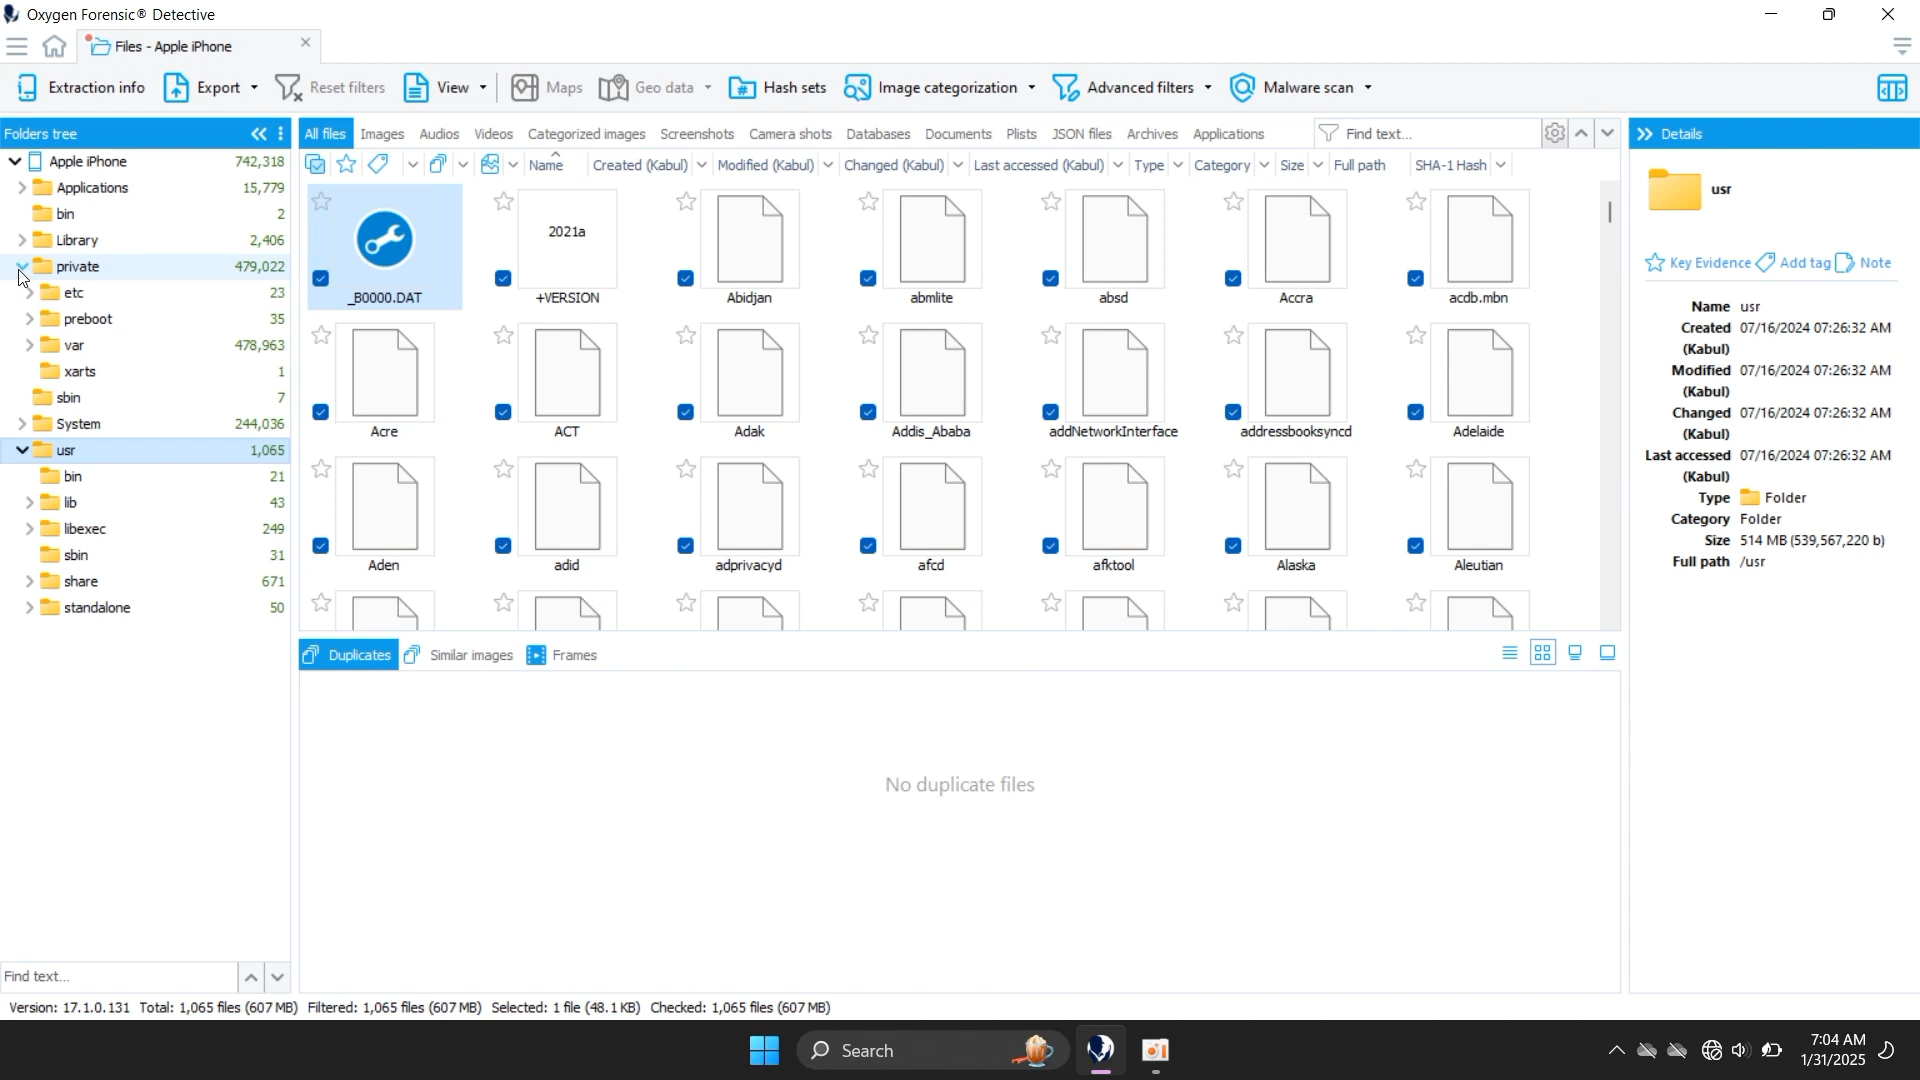 Oxygen Forensic® Detective
Files - Apple iPhone
Extraction info
Export
Reset filters
View
Maps
Geo data
Hash sets
Image categorization
Advanced filters
Malware scan
Folders tree
Apple iPhone 742,318
Applications 15,779
bin 2
Library 2,406
private 479,022
etc 23
preboot 35
var 478,963
xarts 1
sbin 7
System 244,036
usr 1,065
bin 21
lib 43
libexec 249
sbin 31
share 671
standalone 50
Find text...
All files Images Audios Videos Categorized images Screenshots Camera shots Databases Documents Plists JSON files Archives Applications
Find text...
Name Created (Kabul) Modified (Kabul) Changed (Kabul) Last accessed (Kabul) Type Category Size Full path SHA-1 Hash
2021a
_B0000.DAT +VERSION Abidjan abmlite absd Accra acdb.mbn
Acre ACT Adak Addis_Ababa addNetworkInterface addressbooksyncd Adelaide
Aden adid adprivacyd afcd afktool Alaska Aleutian
Duplicates Similar images Frames
No duplicate files
Details
usr
Key Evidence Add tag Note
Name usr
Created 07/16/2024 07:26:32 AM
(Kabul)
Modified 07/16/2024 07:26:32 AM
(Kabul)
Changed 07/16/2024 07:26:32 AM
(Kabul)
Last accessed 07/16/2024 07:26:32 AM
(Kabul)
Type Folder
Category Folder
Size 514 MB (539,567,220 b)
Full path /usr
Version: 17.1.0.131 Total: 1,065 files (607 MB) Filtered: 1,065 files (607 MB) Selected: 1 file (48.1 KB) Checked: 1,065 files (607 MB)
Search
7:04 AM
1/31/2025